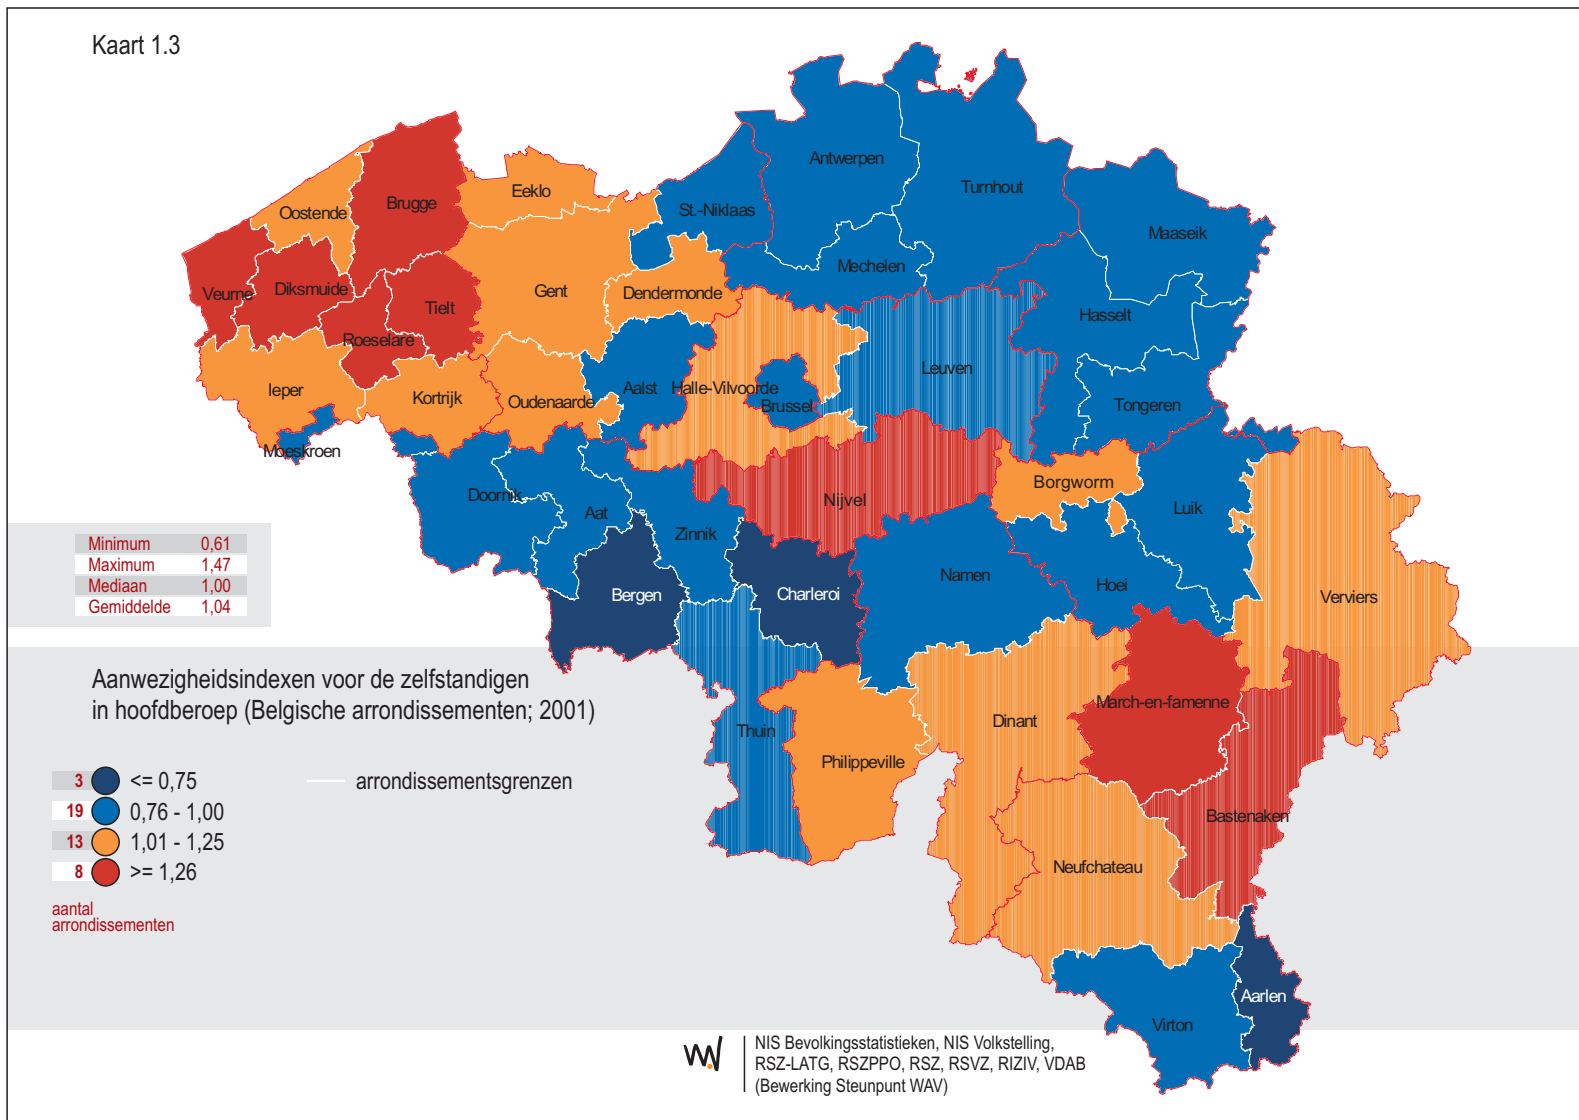 Kaart 1.3
Antwerpen
Turnhout
Eeklo
Brugge
Oostende
St.-Niklaas
Maaseik
Mechelen
Veurne
Diksmuide
Tielt
Gent
Dendermonde
Hasselt
Roeselare
Leuven
Ieper
Kortrijk
Oudenaarde
Aalst
Halle-Vilvoorde
Brussel
Tongeren
Moeskroen
Doornik
Aat
Zinnik
Nijvel
Borgworm
Luik
Minimum 0,61
Maximum 1,47
Mediaan 1,00
Gemiddelde 1,04
Bergen
Charleroi
Namen
Hoei
Verviers
Aanwezigheidsindexen voor de zelfstandigen
in hoofdberoep (Belgische arrondissementen; 2001)
March-en-famenne
Dinant
Thuin
Philippeville
3 <= 0,75
arrondissementsgrenzen
19 0,76 - 1,00
13 1,01 - 1,25
8 >= 1,26
aantal
arrondissementen
Bastenaken
Neufchateau
Aarlen
Virton
NIS Bevolkingsstatistieken, NIS Volkstelling,
RSZ-LATG, RSZPPO, RSZ, RSVZ, RIZIV, VDAB
(Bewerking Steunpunt WAV)